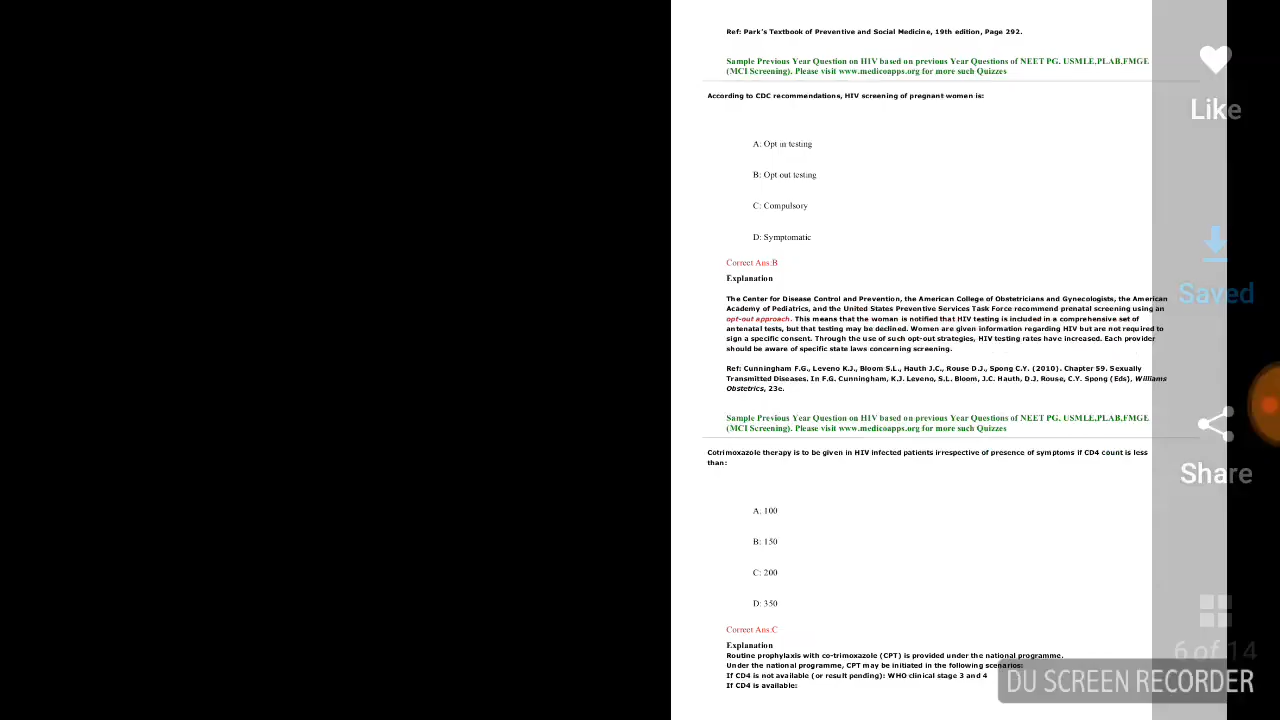 Ref: Park's Textbook of Preventive and Social Medicine, 19th edition, Page 292.
Sample Previous Year Question on HIV based on previous Year Questions of NEET PG. USMLE,PLAB,FMGE
(MCI Screening). Please visit www.medicoapps.org for more such Quizzes
According to CDC recommendations, HIV screening of pregnant women is:
A: Opt in testing
B: Opt out testing
C: Compulsory
D: Symptomatic
Correct Ans:B
Explanation
The Center for Disease Control and Prevention, the American College of Obstetricians and Gynecologists, the American
Academy of Pediatrics, and the United States Preventive Services Task Force recommend prenatal screening using an
opt-out approach. This means that the woman is notified that HIV testing is included in a comprehensive set of
antenatal tests, but that testing may be declined. Women are given information regarding HIV but are not required to
sign a specific consent. Through the use of such opt-out strategies, HIV testing rates have increased. Each provider
should be aware of specific state laws concerning screening.
Ref: Cunningham F.G., Leveno K.J., Bloom S.L., Hauth J.C., Rouse D.J., Spong C.Y. (2010). Chapter 59. Sexually
Transmitted Diseases. In F.G. Cunningham, K.J. Leveno, S.L. Bloom, J.C. Hauth, D.J. Rouse, C.Y. Spong (Eds), Williams
Obstetrics, 23e.
Sample Previous Year Question on HIV based on previous Year Questions of NEET PG. USMLE,PLAB,FMGE
(MCI Screening). Please visit www.medicoapps.org for more such Quizzes
Cotrimoxazole therapy is to be given in HIV infected patients irrespective of presence of symptoms if CD4 count is less
than:
A: 100
B: 150
C: 200
D: 350
Correct Ans:C
Explanation
Routine prophylaxis with co-trimoxazole (CPT) is provided under the national programme.
Under the national programme, CPT may be initiated in the following scenarios:
If CD4 is not available (or result pending): WHO clinical stage 3 and 4
If CD4 is available:
Like
Saved
Share
6 of 14
DU SCREEN RECORDER